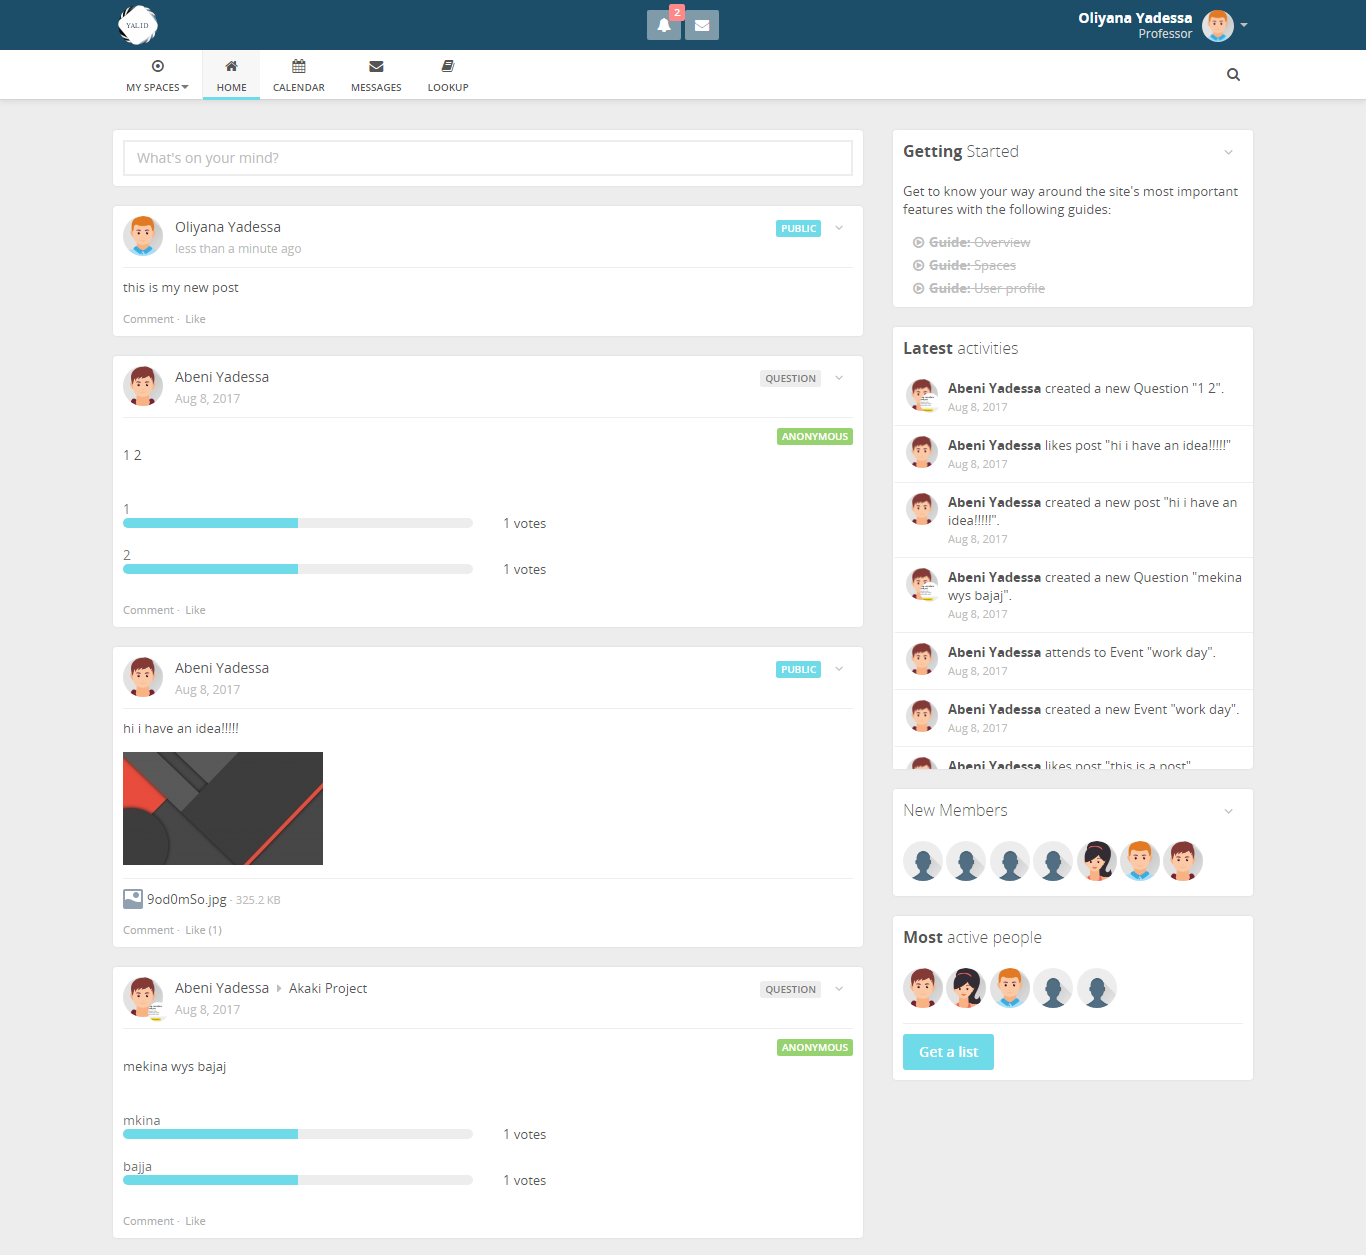 YALID
2
Oliyana Yadessa
Professor
MY SPACES
HOME
CALENDAR
MESSAGES
LOOKUP
What's on your mind?
Oliyana Yadessa
PUBLIC
less than a minute ago
this is my new post
Comment · Like
Abeni Yadessa
QUESTION
Aug 8, 2017
ANONYMOUS
1 2
1
1 votes
2
1 votes
Comment · Like
Abeni Yadessa
PUBLIC
Aug 8, 2017
hi i have an idea!!!!!
9od0mSo.jpg - 325.2 KB
Comment · Like (1)
Abeni Yadessa Akaki Project
QUESTION
Aug 8, 2017
ANONYMOUS
mekina wys bajaj
mkina
1 votes
bajja
1 votes
Comment · Like
Getting Started
Get to know your way around the site's most important
features with the following guides:
Guide: Overview
Guide: Spaces
Guide: User profile
Latest activities
Abeni Yadessa created a new Question "1 2".
Aug 8, 2017
Abeni Yadessa likes post "hi i have an idea!!!!!"
Aug 8, 2017
Abeni Yadessa created a new post "hi i have an
idea!!!!!".
Aug 8, 2017
Abeni Yadessa created a new Question "mekina
wys bajaj".
Aug 8, 2017
Abeni Yadessa attends to Event "work day".
Aug 8, 2017
Abeni Yadessa created a new Event "work day".
Aug 8, 2017
Abeni Yadessa likes post "this is a post"
New Members
Most active people
Get a list